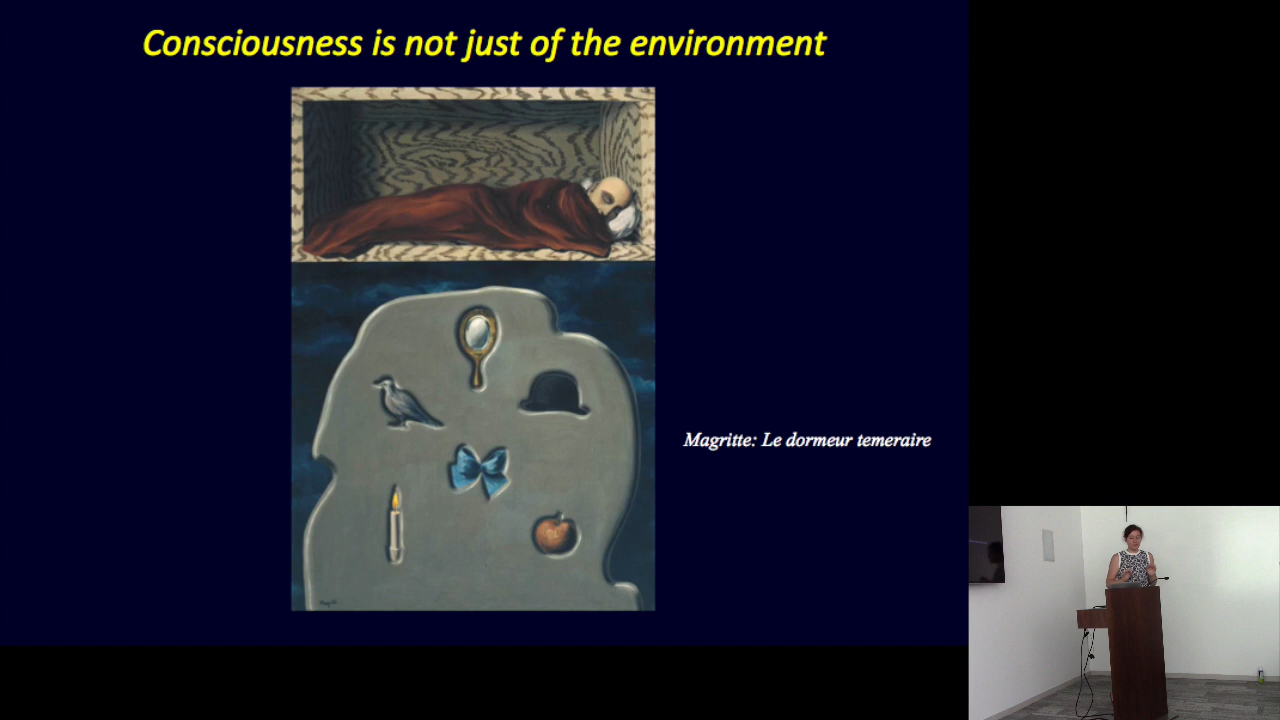 Consciousness is not just of the environment
Magritte: Le dormeur temeraire